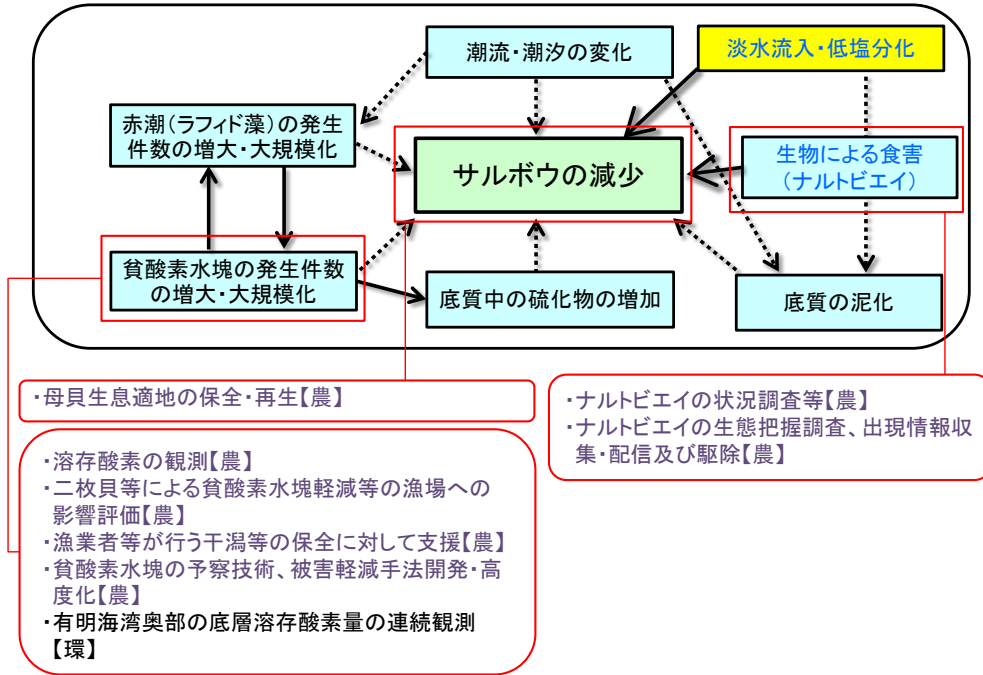 潮流・潮汐の変化
淡水流入・低塩分化
赤潮(ラフィド藻)の発生
件数の増大・大規模化
サルボウの減少
生物による食害
(ナルトビエイ)
貧酸素水塊の発生件数
の増大・大規模化
底質中の硫化物の増加
底質の泥化
・母貝生息適地の保全・再生【農】
・ナルトビエイの状況調査等【農】
・ナルトビエイの生態把握調査、出現情報収
集・配信及び駆除【農】
・溶存酸素の観測【農】
・二枚貝等による貧酸素水塊軽減等の漁場への
影響評価【農】
・漁業者等が行う干潟等の保全に対して支援【農】
・貧酸素水塊の予察技術、被害軽減手法開発・高
度化【農】
・有明海湾奥部の底層溶存酸素量の連続観測
【環】